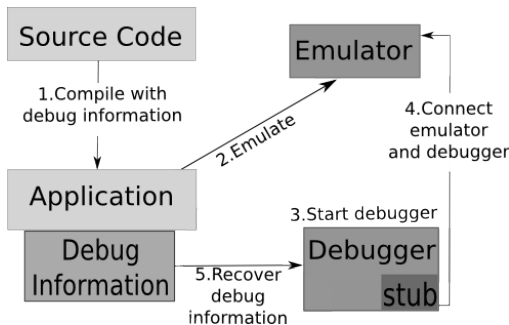 Source Code
1.Compile with
debug information
Application
Debug
Information
2.Emulate
Emulator
3.Start debugger
Debugger
stub
4.Connect
emulator
and debugger
5.Recover
debug
information